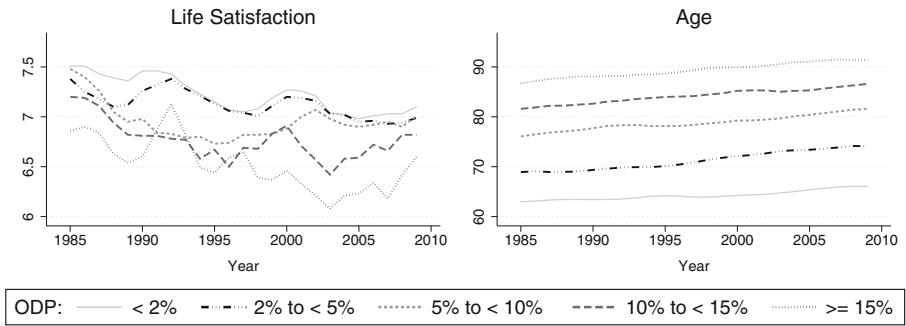 Life Satisfaction
Age
7.5
7
6.5
6
90
80
70
60
1985 1990 1995 2000 2005 2010
1985 1990 1995 2000 2005 2010
Year
Year
ODP: < 2% 2% to < 5% 5% to < 10% 10% to < 15% >= 15%